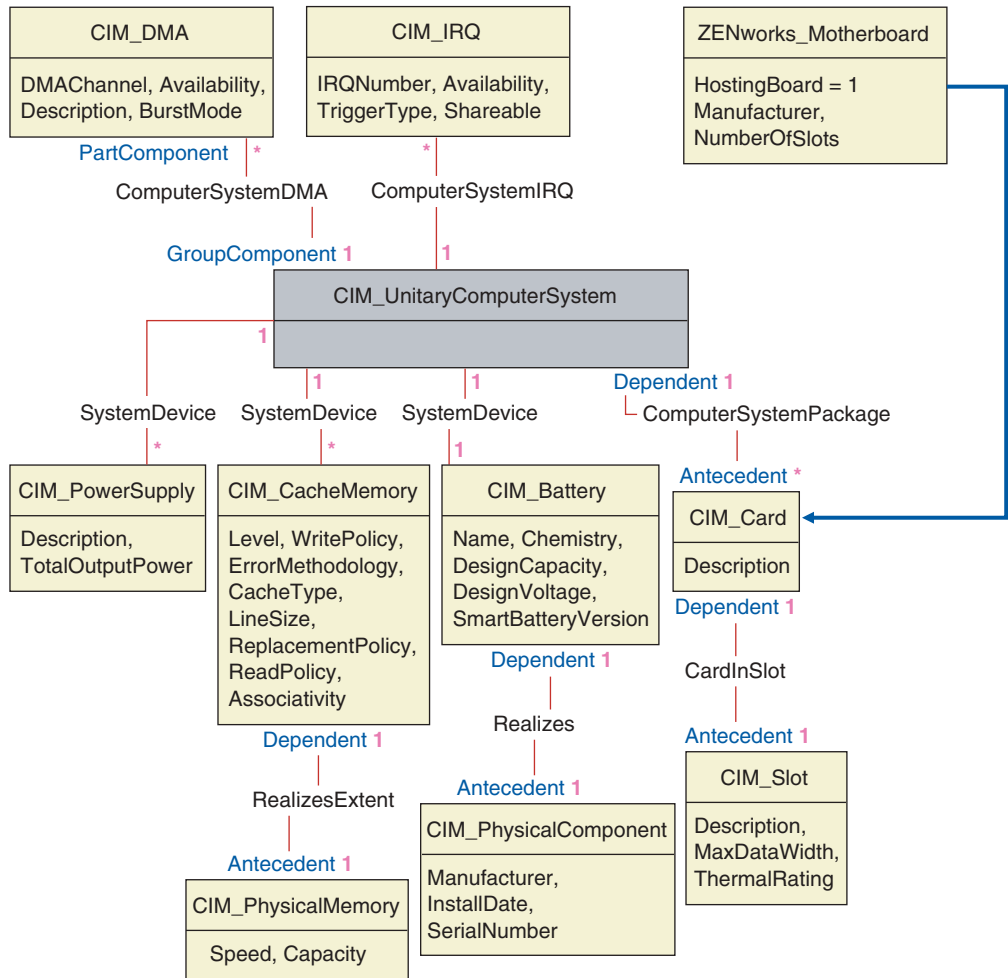 CIM_DMA
DMAChannel, Availability,
Description, BurstMode
CIM_IRQ
IRQNumber, Availability,
TriggerType, Shareable
ZENworks_Motherboard
HostingBoard = 1
Manufacturer,
NumberOfSlots
PartComponent *
*
ComputerSystemDMA
ComputerSystemIRQ
GroupComponent 1
1
CIM_UnitaryComputerSystem
1
1
1
Dependent 1
SystemDevice
SystemDevice
SystemDevice
ComputerSystemPackage
*
*
1
Antecedent *
CIM_PowerSupply
Description,
TotalOutputPower
CIM_CacheMemory
Level, WritePolicy,
ErrorMethodology,
CacheType,
LineSize,
ReplacementPolicy,
ReadPolicy,
Associativity
CIM_Battery
Name, Chemistry,
DesignCapacity,
DesignVoltage,
SmartBatteryVersion
CIM_Card
Description
Dependent 1
Dependent 1
Dependent 1
CardInSlot
Realizes
RealizesExtent
Antecedent 1
Antecedent 1
Antecedent 1
CIM_Slot
Description,
MaxDataWidth,
ThermalRating
CIM_PhysicalComponent
Manufacturer,
InstallDate,
SerialNumber
CIM_PhysicalMemory
Speed, Capacity